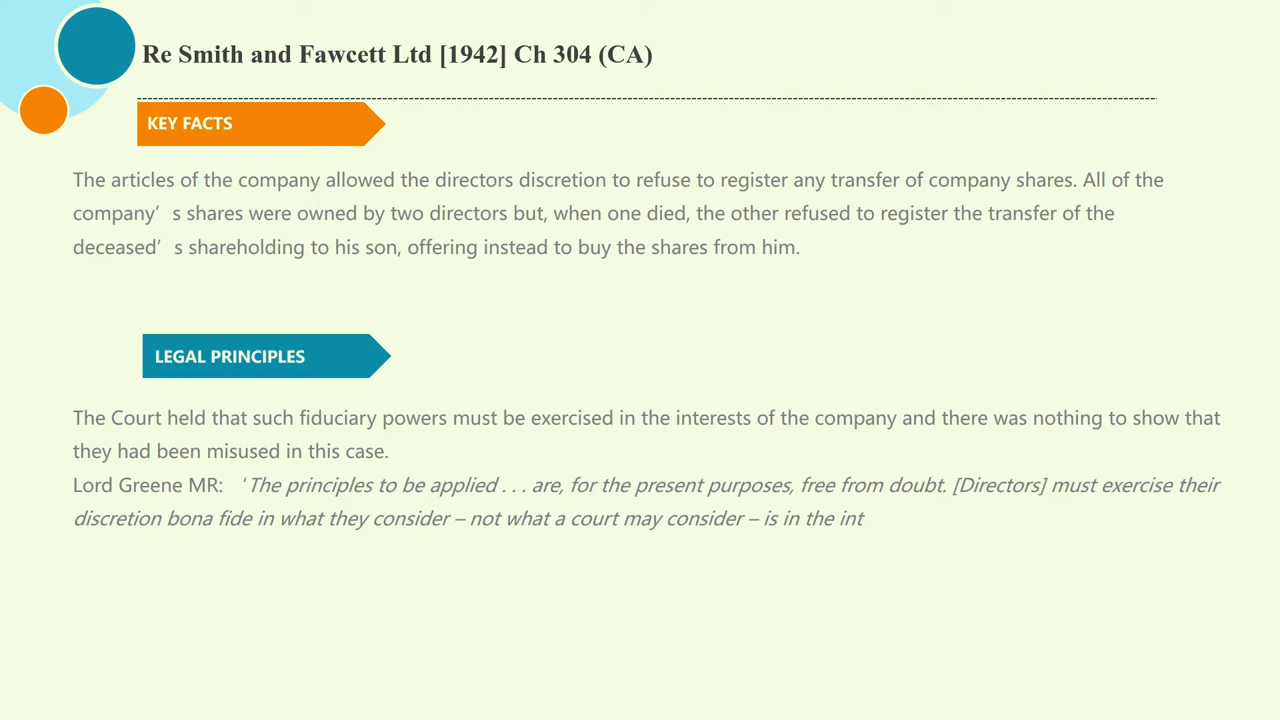 Re Smith and Fawcett Ltd [1942] Ch 304 (CA)
KEY FACTS
The articles of the company allowed the directors discretion to refuse to register any transfer of company shares. All of the
company’ s shares were owned by two directors but, when one died, the other refused to register the transfer of the
deceased’ s shareholding to his son, offering instead to buy the shares from him.
LEGAL PRINCIPLES
The Court held that such fiduciary powers must be exercised in the interests of the company and there was nothing to show that
they had been misused in this case.
Lord Greene MR: ‘ The principles to be applied . . . are, for the present purposes, free from doubt. [Directors] must exercise their
discretion bona fide in what they consider – not what a court may consider – is in the int